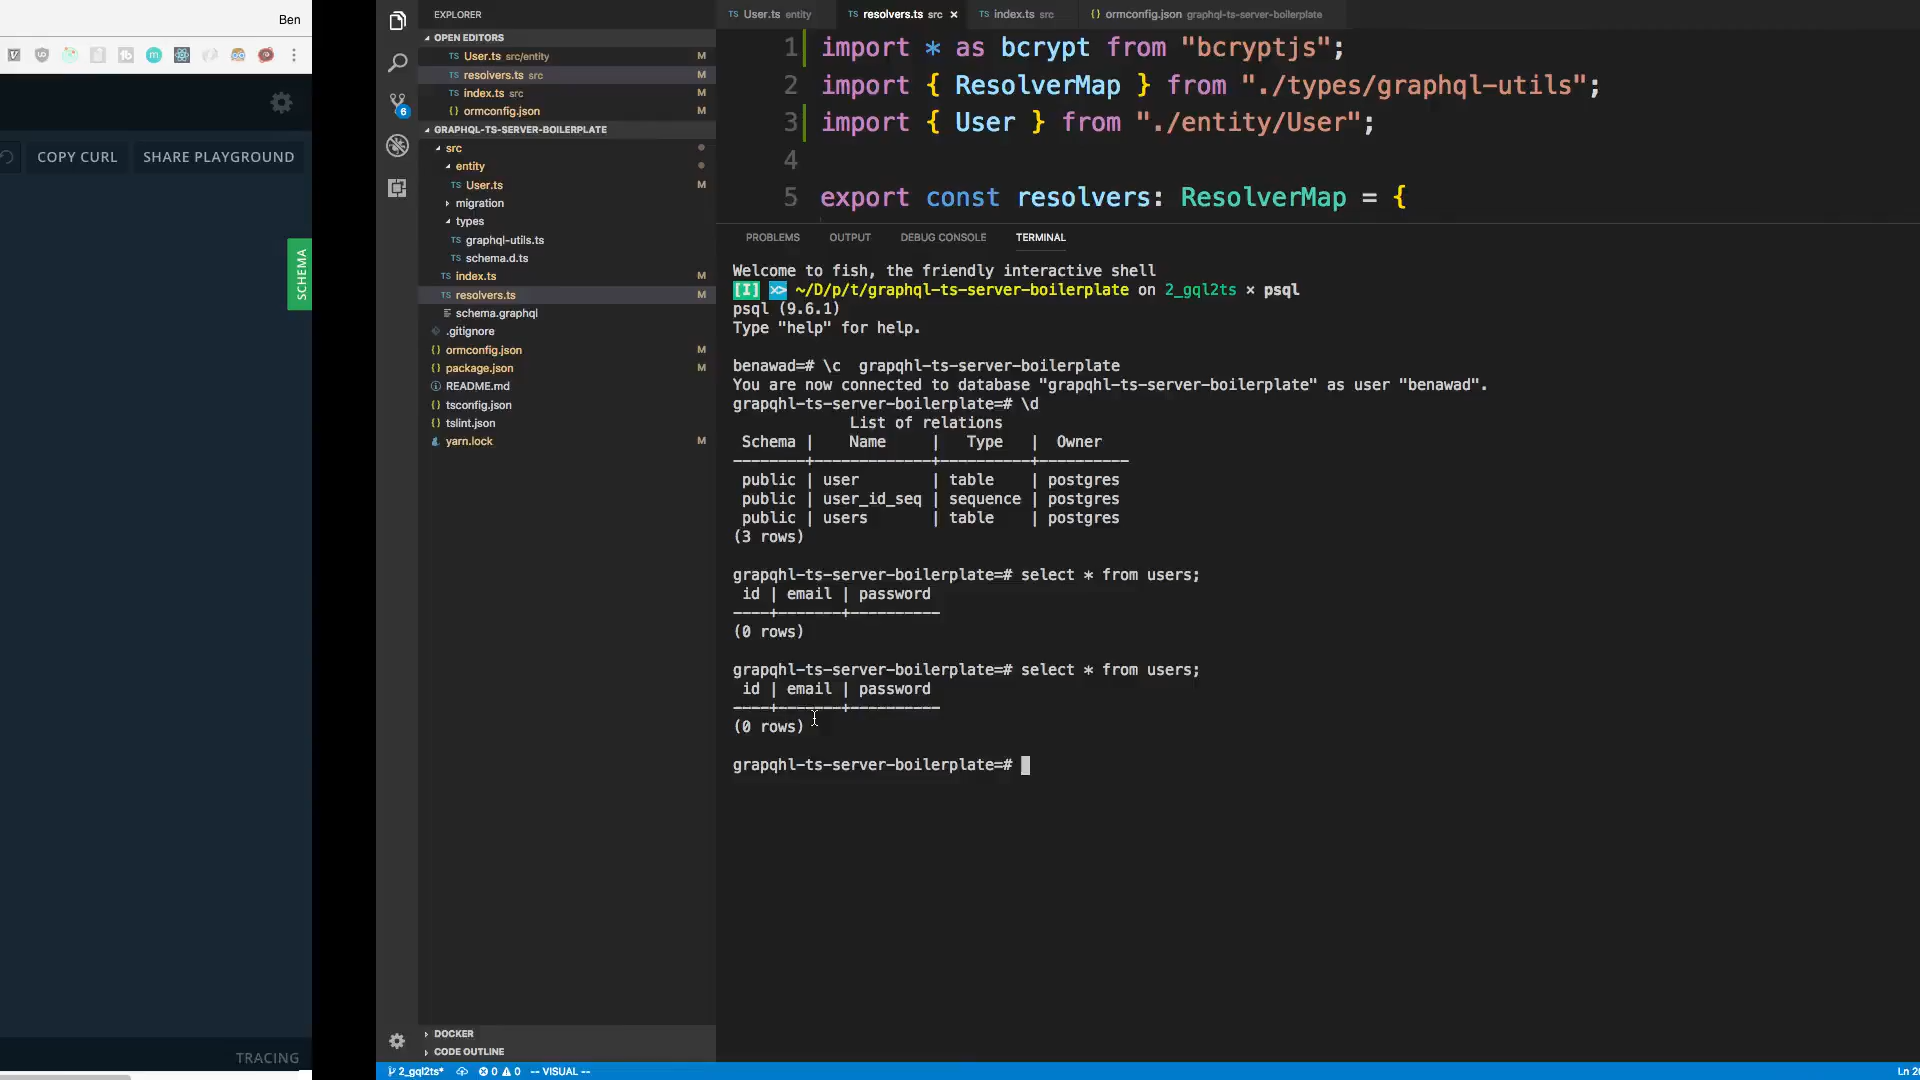 Ben
COPY CURL
SHARE PLAYGROUND
SCHEMA
TRACING
EXPLORER
OPEN EDITORS
TS User.ts src/entity M
TS resolvers.ts src M
TS index.ts src M
{} ormconfig.json
6
GRAPHQL-TS-SERVER-BOILERPLATE
src
entity
TS User.ts M
migration
types
TS graphql-utils.ts
TS schema.d.ts
TS index.ts M
TS resolvers.ts M
schema.graphql
.gitignore
{} ormconfig.json M
{} package.json M
README.md
{} tsconfig.json
{} tslint.json
yarn.lock M
DOCKER
CODE OUTLINE
TS User.ts entity
TS resolvers.ts src ×
TS index.ts src
{} ormconfig.json graphql-ts-server-boilerplate
1 import * as bcrypt from "bcryptjs";
2 import { ResolverMap } from "./types/graphql-utils";
3 import { User } from "./entity/User";
4
5 export const resolvers: ResolverMap = {
PROBLEMS OUTPUT DEBUG CONSOLE TERMINAL
Welcome to fish, the friendly interactive shell
[I] ~/D/p/t/graphql-ts-server-boilerplate on 2_gql2ts × psql
psql (9.6.1)
Type "help" for help.
benawad=# \c  grapqhl-ts-server-boilerplate
You are now connected to database "grapqhl-ts-server-boilerplate" as user "benawad".
grapqhl-ts-server-boilerplate=# \d
List of relations
Schema | Name | Type | Owner
--------+-------------+----------+----------
public | user | table | postgres
public | user_id_seq | sequence | postgres
public | users | table | postgres
(3 rows)
grapqhl-ts-server-boilerplate=# select * from users;
id | email | password
----+-------+----------
(0 rows)
grapqhl-ts-server-boilerplate=# select * from users;
id | email | password
----+-------+----------
(0 rows)
grapqhl-ts-server-boilerplate=#
2_gql2ts* 0 0 -- VISUAL --